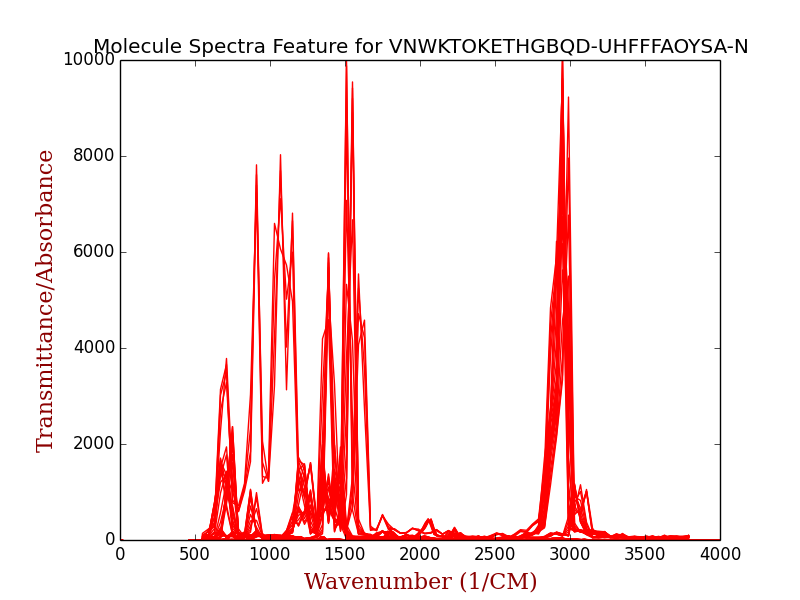 Molecule Spectra Feature for VNWKTOKETHGBQD-UHFFFAOYSA-N
10000
8000
6000
4000
2000
0
Transmittance/Absorbance
0 500 1000 1500 2000 2500 3000 3500 4000
Wavenumber (1/CM)